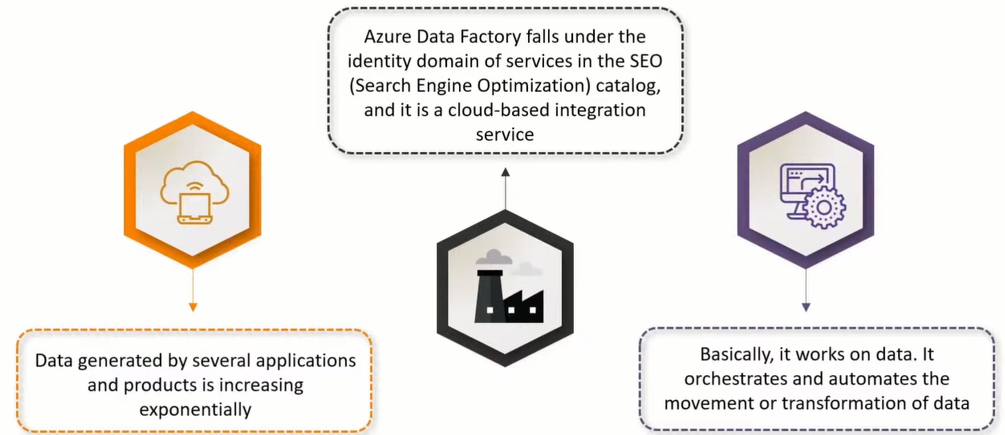 Azure Data Factory falls under the
identity domain of services in the SEO
(Search Engine Optimization) catalog,
and it is a cloud-based integration
service
Data generated by several applications
and products is increasing
exponentially
Basically, it works on data. It
orchestrates and automates the
movement or transformation of data